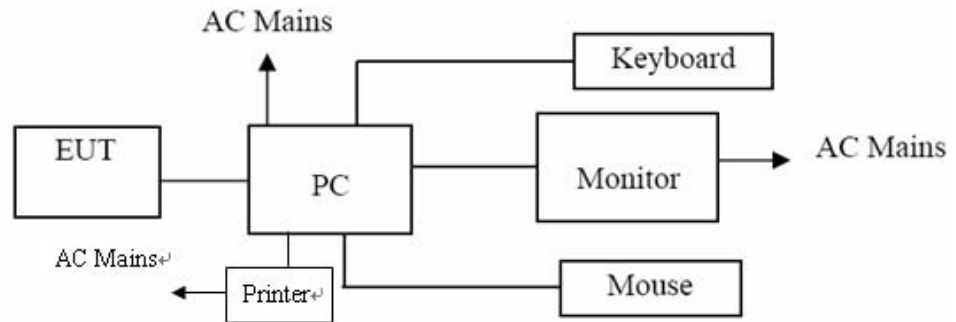 AC Mains
Keyboard
EUT
PC
Monitor
AC Mains
AC Mains↵
Printer↵
Mouse